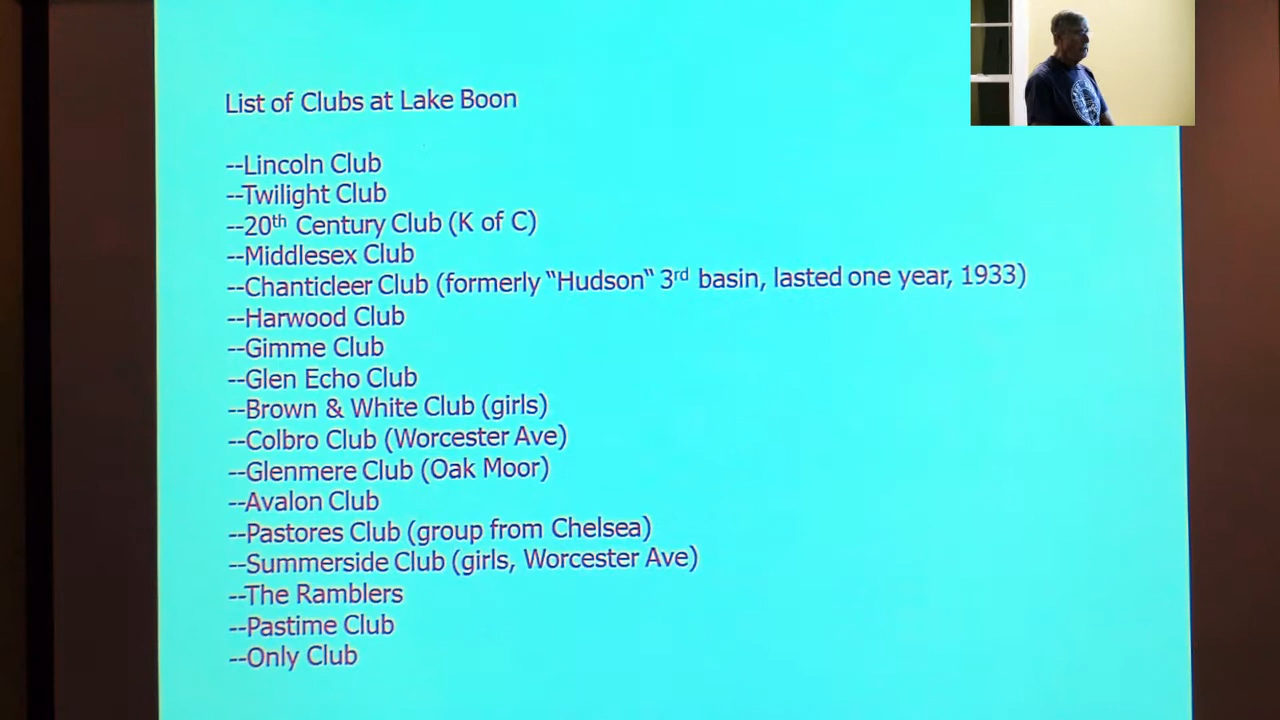 List of Clubs at Lake Boon
--Lincoln Club
--Twilight Club
--20th Century Club (K of C)
--Middlesex Club
--Chanticleer Club (formerly “Hudson“ 3rd basin, lasted one year, 1933)
--Harwood Club
--Gimme Club
--Glen Echo Club
--Brown & White Club (girls)
--Colbro Club (Worcester Ave)
--Glenmere Club (Oak Moor)
--Avalon Club
--Pastores Club (group from Chelsea)
--Summerside Club (girls, Worcester Ave)
--The Ramblers
--Pastime Club
--Only Club